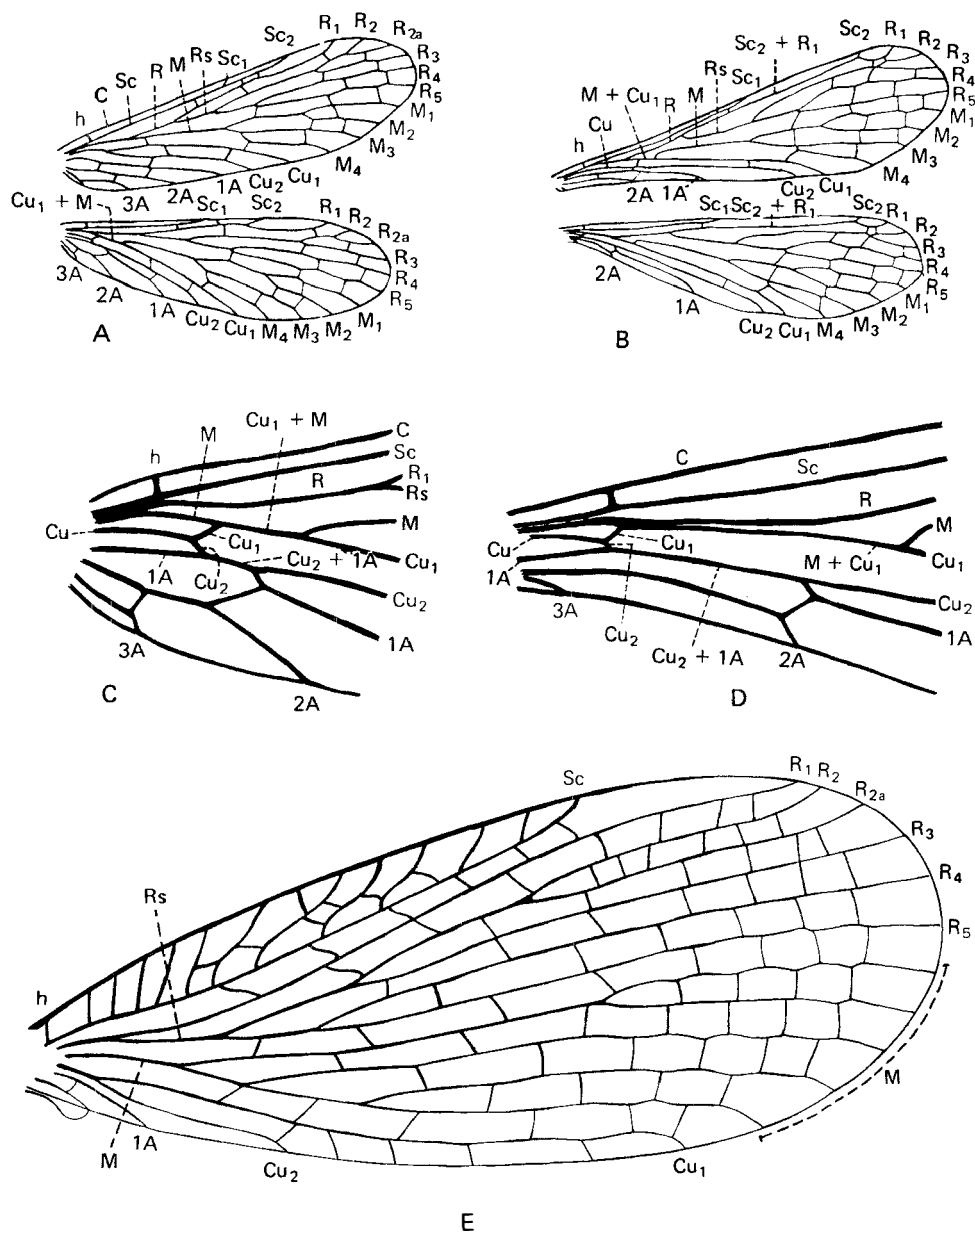 h C Sc R M Rs Sc1 Sc2 R1 R2 R2a
R3
R4
R5
M1
M2
M3
M4
3A 2A 1A Cu2 Cu1
Cu1 + M
Sc1 Sc2 R1 R2 R2a
R3
R4
R5
3A 2A 1A Cu2 Cu1 M4 M3 M2 M1
A
Sc2 + R1
Sc2 R1 R2 R3
Rs Sc1
M + Cu1 R M
Cu
h
R4
R5
M1
M2
M3
M4
2A 1A Cu2 Cu1
Sc1 Sc2 + R1 Sc2 R1 R2
R3
R4
R5
2A 1A
Cu2 Cu1 M4 M3 M2 M1
B
Cu1 + M
M
h
C
Sc
R
R1
Rs
M
Cu
Cu1
Cu2 + 1A
Cu1
1A
Cu2
Cu2
1A
3A
2A
C
C
Sc
R
M
Cu
Cu1
M + Cu1
Cu1
1A
Cu2
3A
Cu2
1A
Cu2 + 1A
2A
D
Sc
R1 R2 R2a
R3
R4
R5
Rs
h
M
M
1A
Cu2
Cu1
E